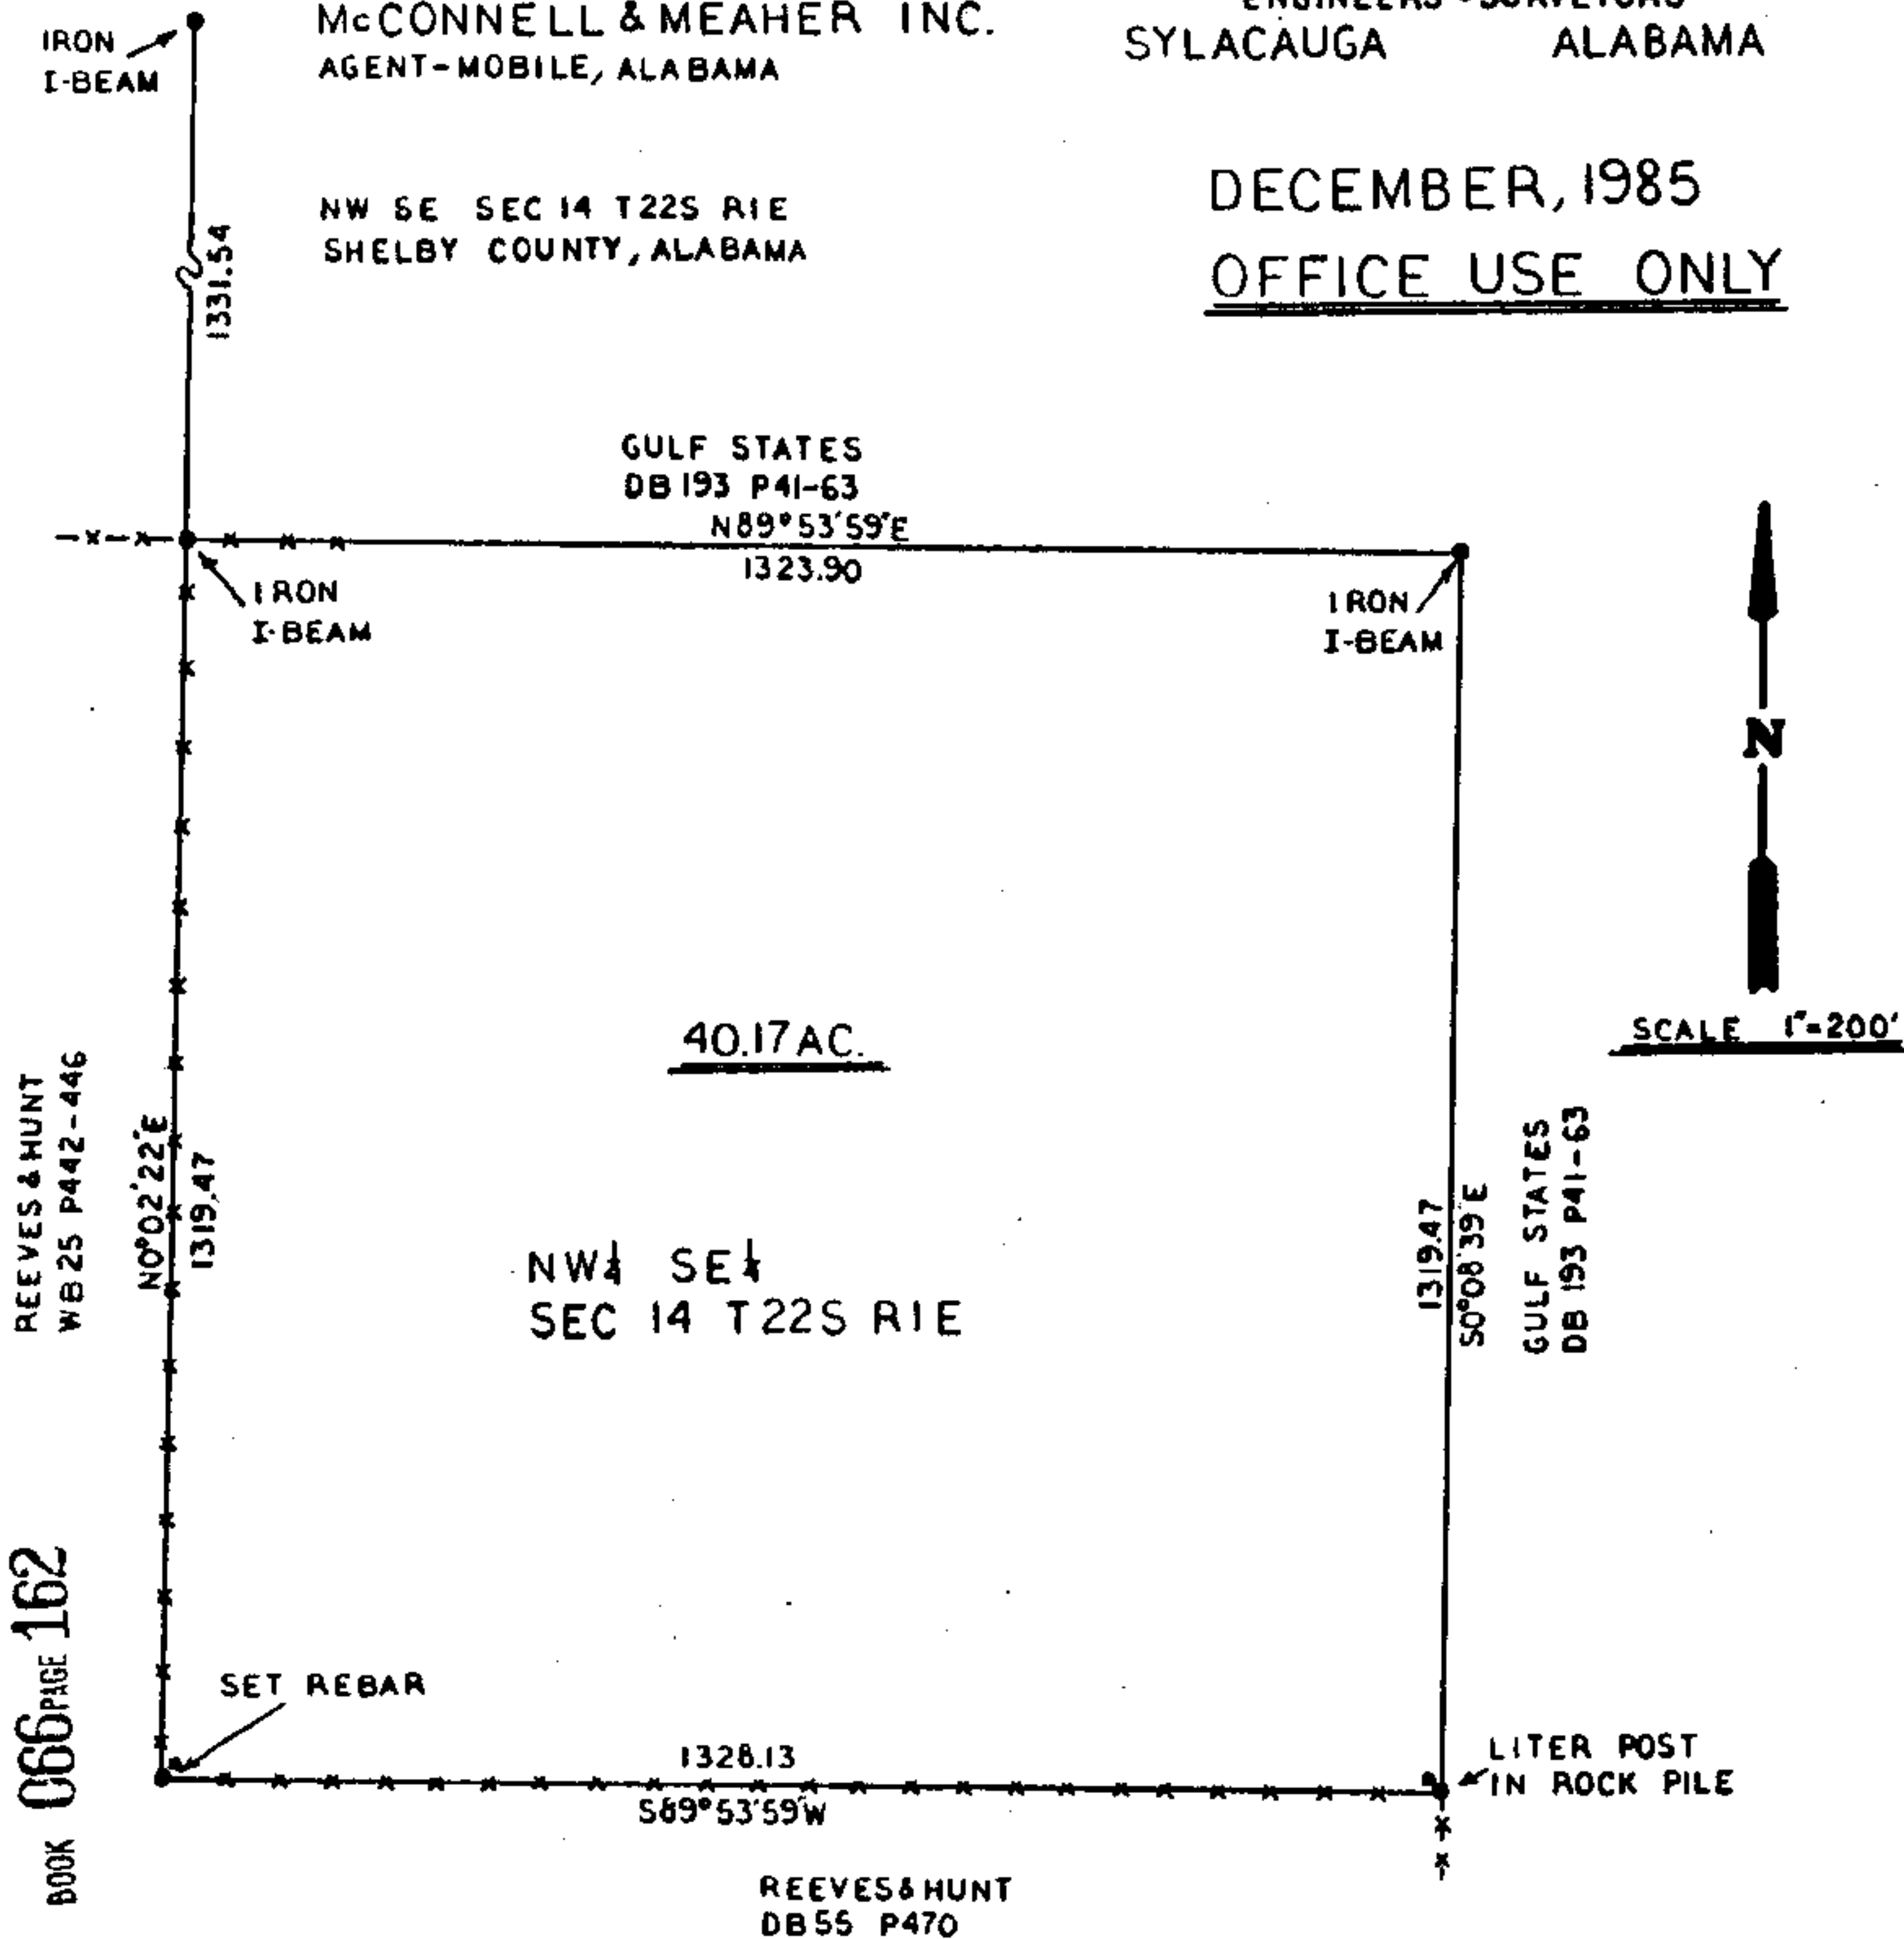 McCONNELL & MEAHER INC.
AGENT-MOBILE, ALABAMA
ENGINEERS-SURVEYORS
SYLACAUGA ALABAMA
IRON
I-BEAM
NW SE SEC 14 T22S R1E
SHELBY COUNTY, ALABAMA
DECEMBER, 1985
OFFICE USE ONLY
1331.54
GULF STATES
DB 193 P41-63
N89°53'59"E
1323.90
IRON
I-BEAM
IRON
I-BEAM
N
SCALE 1"=200'
40.17 AC.
REEVES & HUNT
WB 25 P442-446
N0°02'22"E
1319.47
NW¼ SE¼
SEC 14 T22S R1E
1319.47
S0°08'39"E
GULF STATES
DB 193 P41-63
BOOK 066 PAGE 162
SET REBAR
1328.13
S89°53'59"W
LITER POST
IN ROCK PILE
REEVES & HUNT
DB55 P470